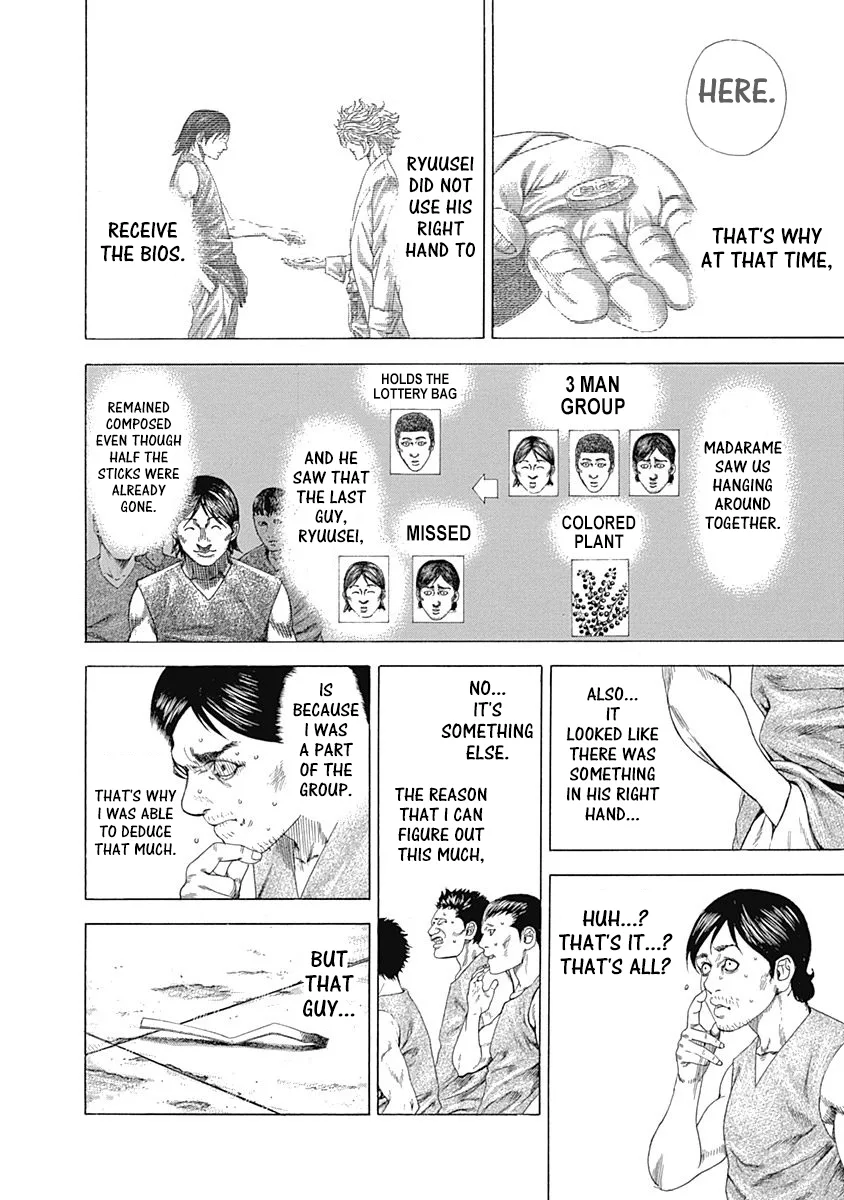 HERE.
THAT'S WHY
AT THAT TIME,
RYUUSEI
DID NOT
USE HIS
RIGHT
HAND TO
RECEIVE
THE BIOS.
MADARAME
SAW US
HANGING
AROUND
TOGETHER.
3 MAN
GROUP
COLORED
PLANT
HOLDS THE
LOTTERY BAG
MISSED
AND HE
SAW THAT
THE LAST
GUY,
RYUUSEI,
REMAINED
COMPOSED
EVEN THOUGH
HALF THE
STICKS WERE
ALREADY
GONE.
ALSO...
IT
LOOKED LIKE
THERE WAS
SOMETHING
IN HIS RIGHT
HAND...
HUH...?
THAT'S IT...?
THAT'S ALL?
NO...
IT'S
SOMETHING
ELSE.
THE REASON
THAT I CAN
FIGURE OUT
THIS MUCH,
IS
BECAUSE
I WAS
A PART
OF THE
GROUP.
THAT'S WHY
I WAS ABLE
TO DEDUCE
THAT MUCH.
BUT
THAT
GUY...